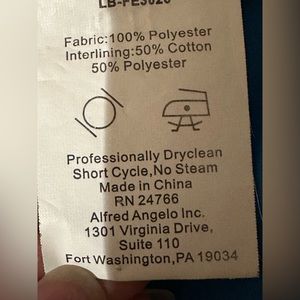 Fabric:100% Polyester
Interlining:50% Cotton
50% Polyester
Professionally Dryclean
Short Cycle,No Steam
Made in China
RN 24766
Alfred Angelo Inc.
1301 Virginia Drive,
Suite 110
Fort Washington,PA 19034